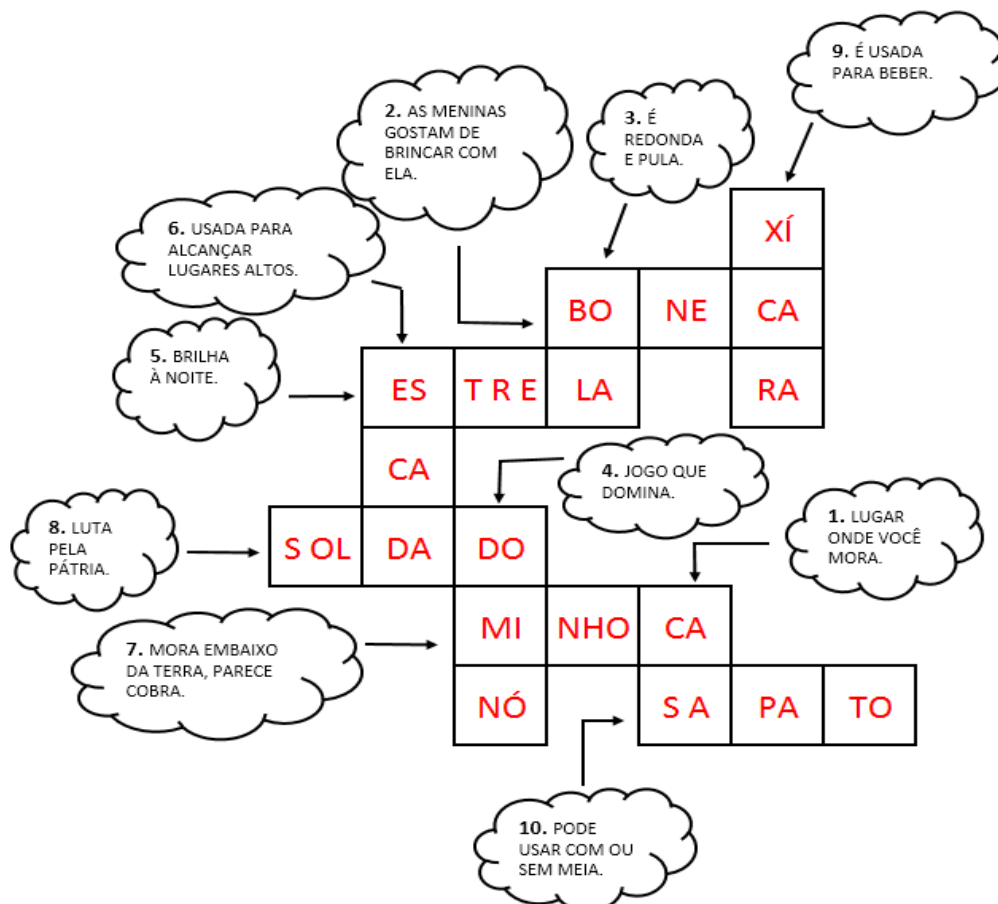 9. É USADA
PARA BEBER.
2. AS MENINAS
GOSTAM DE
BRINCAR COM
ELA.
3. É
REDONDA
E PULA.
6. USADA PARA
ALCANÇAR
LUGARES ALTOS.
XÍ
BO NE CA
5. BRILHA
À NOITE.
ES T R E LA RA
CA
4. JOGO QUE
DOMINA.
1. LUGAR
ONDE VOCÊ
MORA.
8. LUTA
PELA
PÁTRIA.
S OL DA DO
MI NHO CA
7. MORA EMBAIXO
DA TERRA, PARECE
COBRA.
NÓ S A PA TO
10. PODE
USAR COM OU
SEM MEIA.